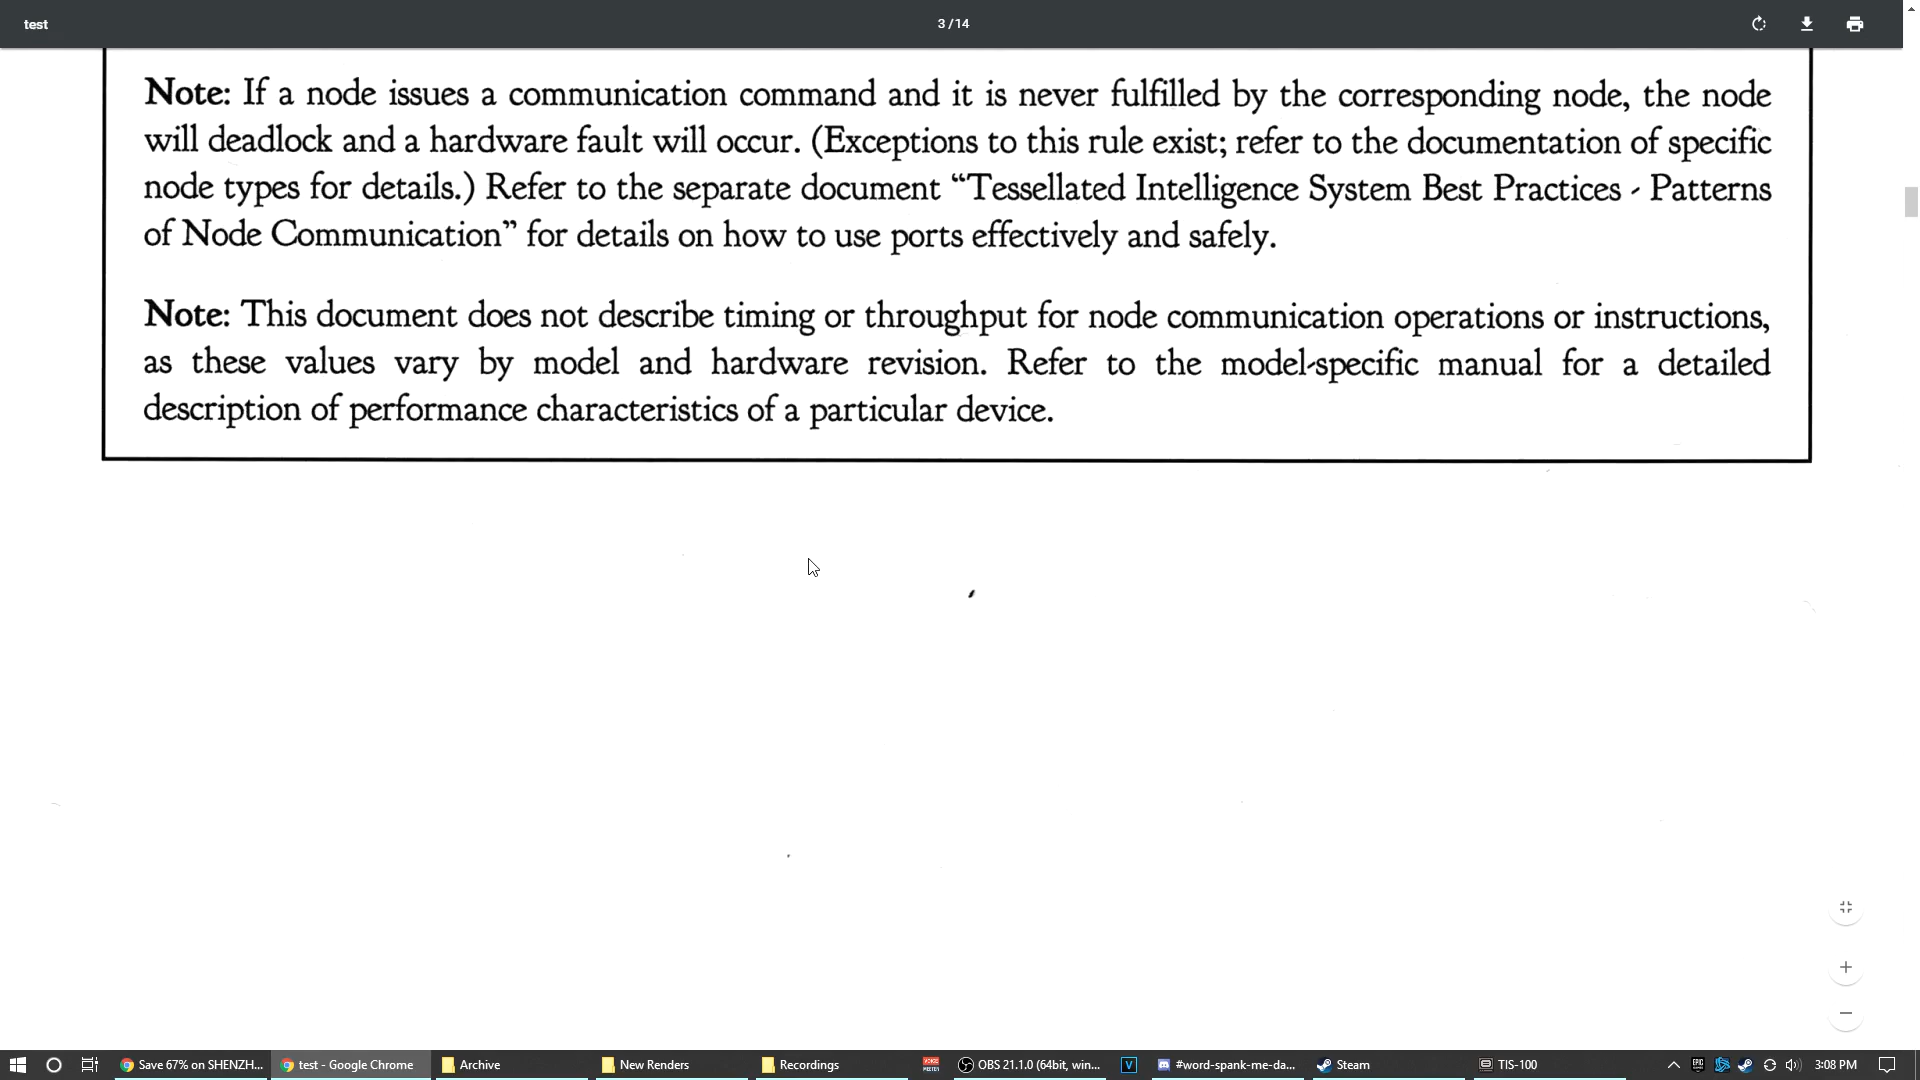 test
3 / 14
Note: If a node issues a communication command and it is never fulfilled by the corresponding node, the node
will deadlock and a hardware fault will occur. (Exceptions to this rule exist; refer to the documentation of specific
node types for details.) Refer to the separate document “Tessellated Intelligence System Best Practices - Patterns
of Node Communication” for details on how to use ports effectively and safely.
Note: This document does not describe timing or throughput for node communication operations or instructions,
as these values vary by model and hardware revision. Refer to the model-specific manual for a detailed
description of performance characteristics of a particular device.
Save 67% on SHENZH... test - Google Chrome Archive New Renders Recordings OBS 21.1.0 (64bit, win... #word-spank-me-da... Steam TIS-100 3:08 PM